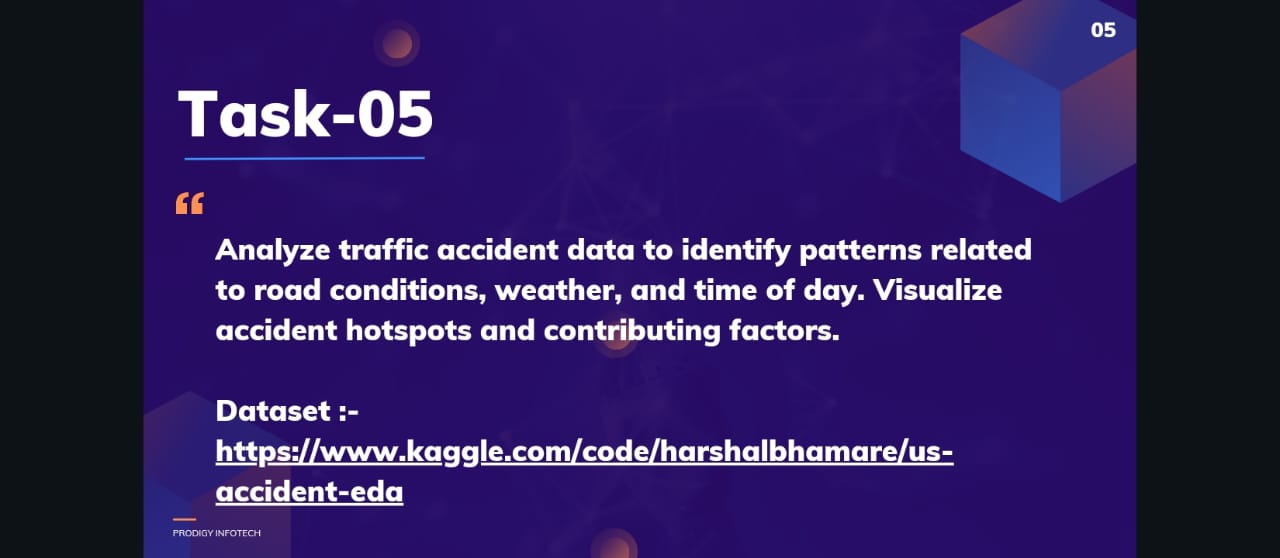 05
Task-05
“
Analyze traffic accident data to identify patterns related
to road conditions, weather, and time of day. Visualize
accident hotspots and contributing factors.
Dataset :-
https://www.kaggle.com/code/harshalbhamare/us-
accident-eda
PRODIGY INFOTECH